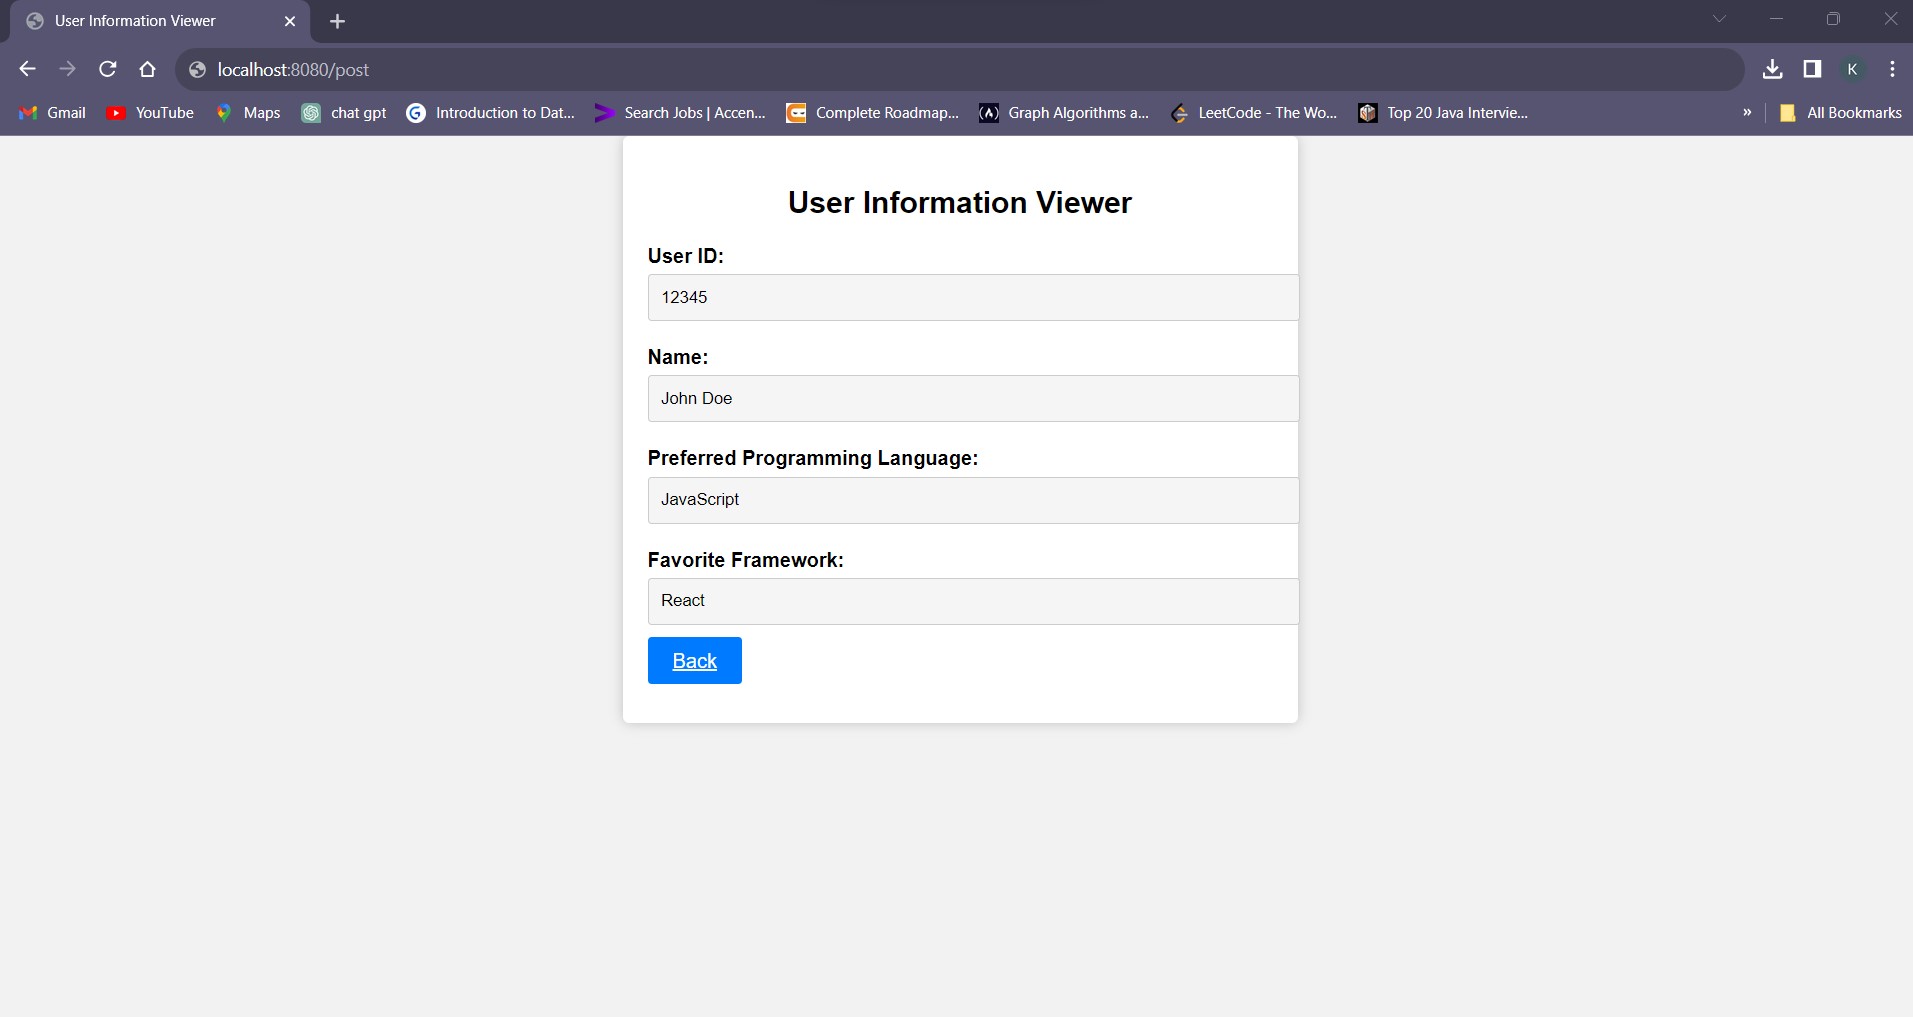 User Information Viewer
localhost:8080/post
K
Gmail YouTube Maps chat gpt Introduction to Dat... Search Jobs | Accen... Complete Roadmap... Graph Algorithms a... LeetCode - The Wo... Top 20 Java Intervie... » All Bookmarks
User Information Viewer
User ID:
12345
Name:
John Doe
Preferred Programming Language:
JavaScript
Favorite Framework:
React
Back